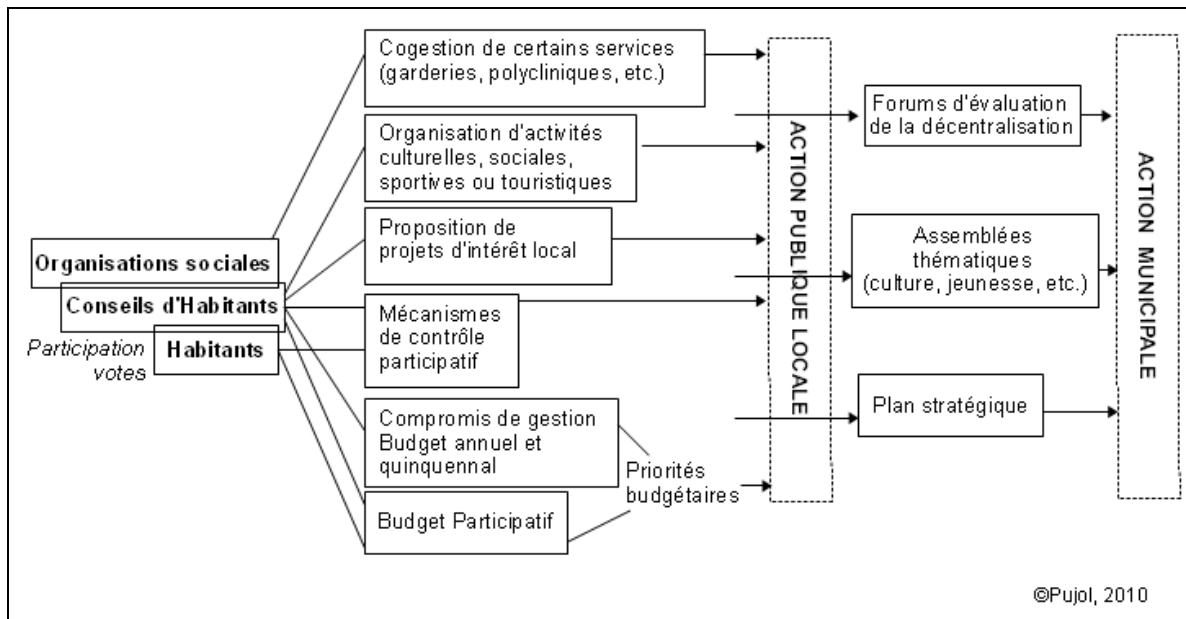 Cogestion de certains services
(garderies, polycliniques, etc.)
Organisation d'activités
culturelles, sociales,
sportives ou touristiques
Proposition de
projets d'intérêt local
Organisations sociales
Conseils d'Habitants
Habitants
Participation
votes
Mécanismes
de contrôle
participatif
Compromis de gestion
Budget annuel et
quinquennal
Budget Participatif
Priorités
budgétaires
ACTION PUBLIQUE LOCALE
Forums d'évaluation
de la décentralisation
Assemblées
thématiques
(culture, jeunesse, etc.)
Plan stratégique
ACTION MUNICIPALE
©Pujol, 2010